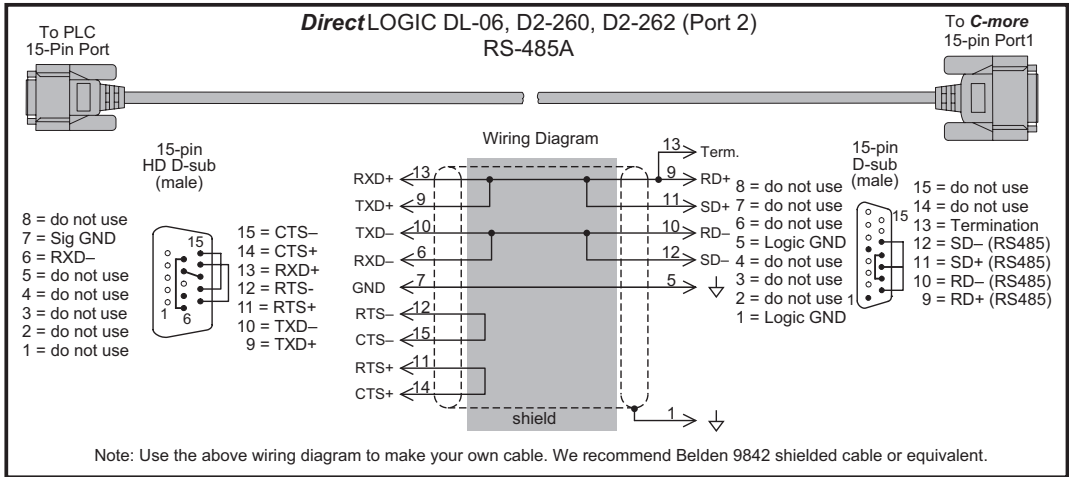 DirectLOGIC DL-06, D2-260, D2-262 (Port 2)
RS-485A
To PLC
15-Pin Port
To C-more
15-pin Port1
Wiring Diagram
15-pin
HD D-sub
(male)
8 = do not use
7 = Sig GND
6 = RXD–
5 = do not use
4 = do not use
3 = do not use
2 = do not use
1 = do not use
15
1
6
15 = CTS–
14 = CTS+
13 = RXD+
12 = RTS-
11 = RTS+
10 = TXD–
9 = TXD+
RXD+ 13
TXD+ 9
TXD– 10
RXD– 6
GND 7
RTS– 12
CTS– 15
RTS+ 11
CTS+ 14
shield
13 Term.
9 RD+
11 SD+
10 RD–
12 SD–
5
1
8 = do not use
7 = do not use
6 = do not use
5 = Logic GND
4 = do not use
3 = do not use
2 = do not use
1 = Logic GND
15-pin
D-sub
(male)
15
1
15 = do not use
14 = do not use
13 = Termination
12 = SD– (RS485)
11 = SD+ (RS485)
10 = RD– (RS485)
9 = RD+ (RS485)
Note: Use the above wiring diagram to make your own cable. We recommend Belden 9842 shielded cable or equivalent.